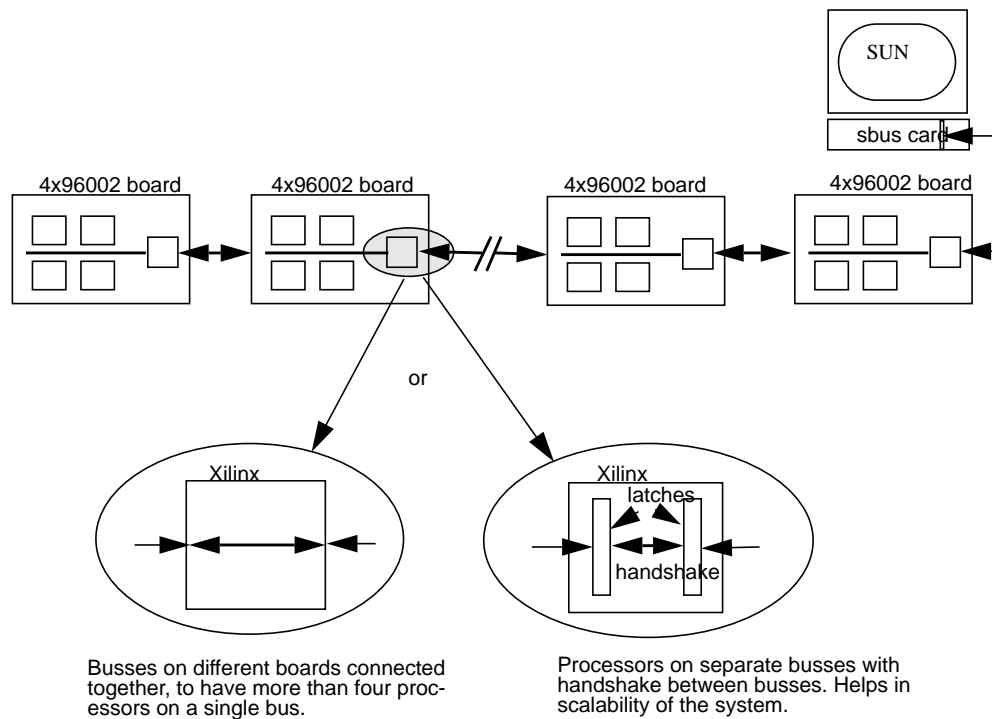 SUN
sbus card
4x96002 board
4x96002 board
4x96002 board
4x96002 board
or
Xilinx
Xilinx
latches
handshake
Busses on different boards connected
together, to have more than four proc-
essors on a single bus.
Processors on separate busses with
handshake between busses. Helps in
scalability of the system.